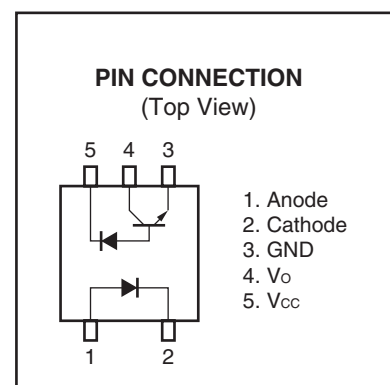 PIN CONNECTION
(Top View)
5 4 3
1. Anode
2. Cathode
3. GND
4. Vo
5. Vcc
1 2